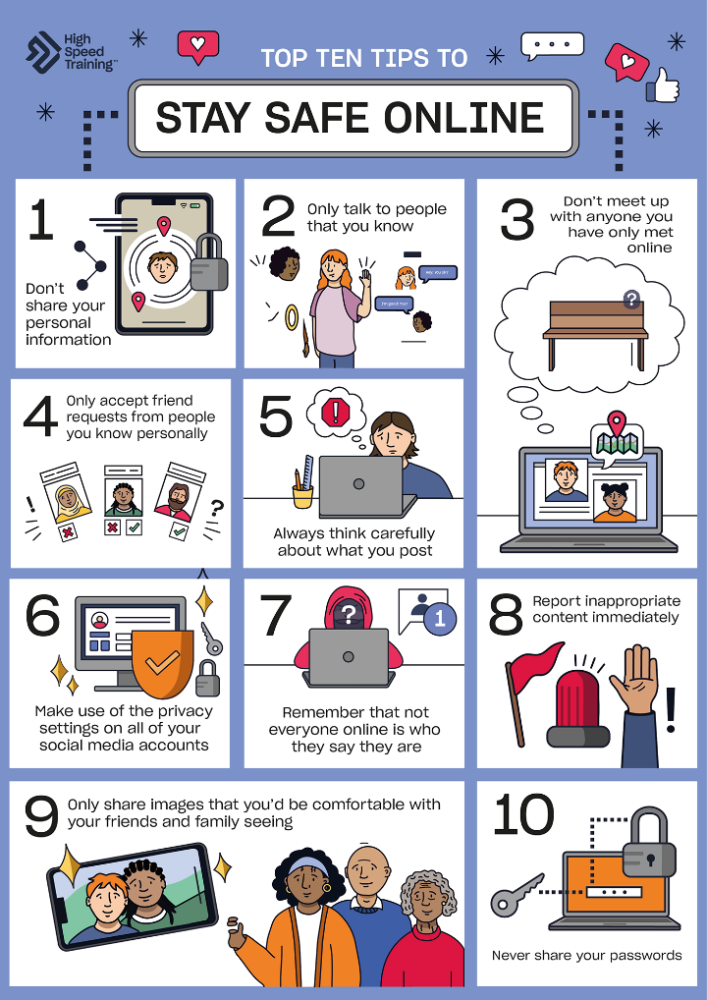 High
Speed
Training™
TOP TEN TIPS TO
STAY SAFE ONLINE
1
Don't
share your
personal
information
2
Only talk to people
that you know
3
Don't meet up
with anyone you
have only met
online
?
4
Only accept friend
requests from people
you know personally
!
?
5
!
Always think carefully
about what you post
6
Make use of the privacy
settings on all of your
social media accounts
7
?
1
Remember that not
everyone online is who
they say they are
8
Report inappropriate
content immediately
!
9
Only share images that you'd be comfortable with
your friends and family seeing
10
Never share your passwords